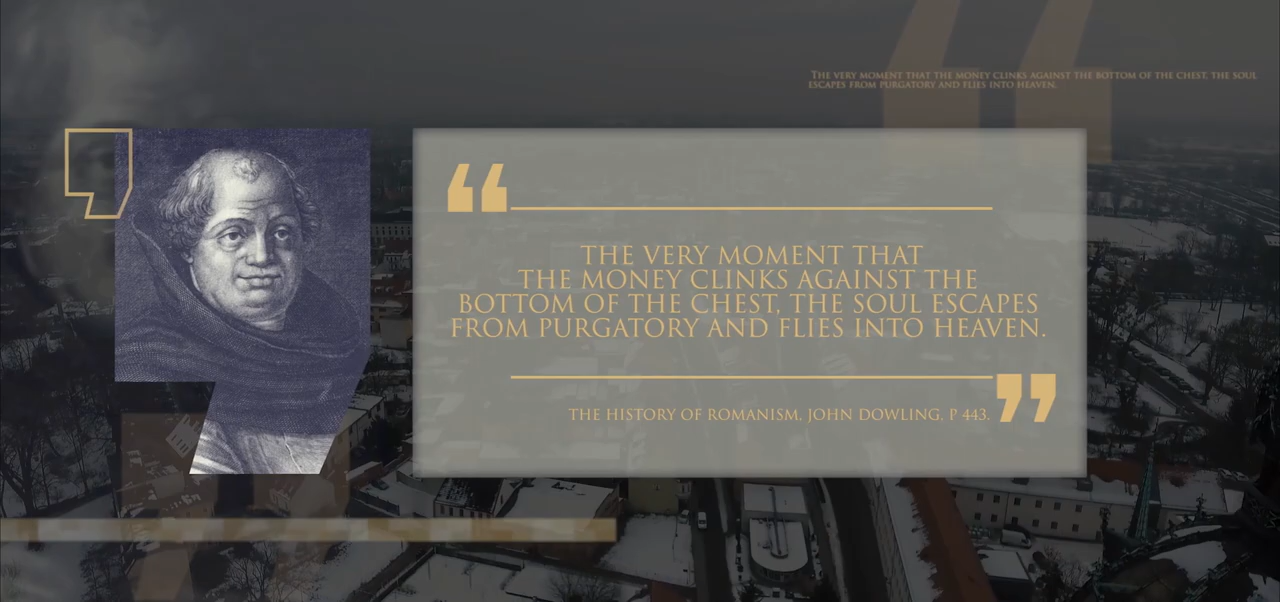 THE VERY MOMENT THAT THE MONEY CLINKS AGAINST THE BOTTOM OF THE CHEST, THE SOUL
ESCAPES FROM PURGATORY AND FLIES INTO HEAVEN.
“
THE VERY MOMENT THAT
THE MONEY CLINKS AGAINST THE
BOTTOM OF THE CHEST, THE SOUL ESCAPES
FROM PURGATORY AND FLIES INTO HEAVEN.
”
THE HISTORY OF ROMANISM, JOHN DOWLING, P 443.